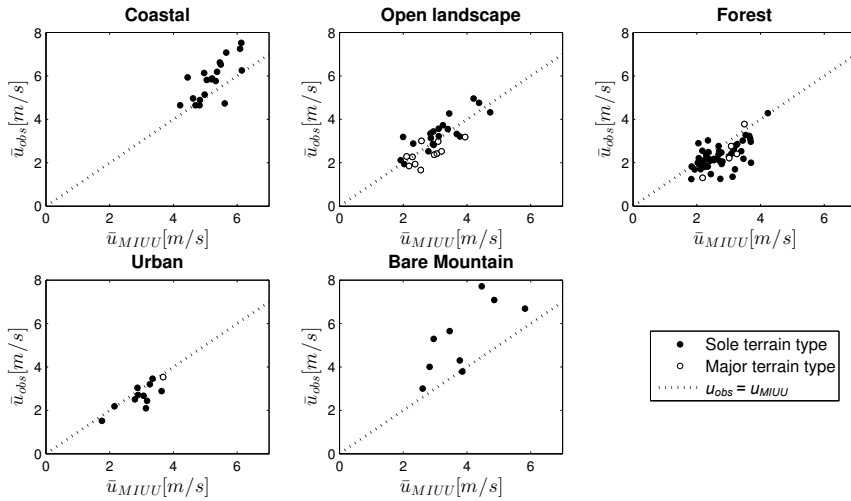 Coastal
8
6
4
2
0
0 2 4 6
ū_obs[m/s]
ū_MIUU[m/s]
Open landscape
8
6
4
2
0
0 2 4 6
ū_obs[m/s]
ū_MIUU[m/s]
Forest
8
6
4
2
0
0 2 4 6
ū_obs[m/s]
ū_MIUU[m/s]
Urban
8
6
4
2
0
0 2 4 6
ū_obs[m/s]
ū_MIUU[m/s]
Bare Mountain
8
6
4
2
0
0 2 4 6
ū_obs[m/s]
ū_MIUU[m/s]
Sole terrain type
Major terrain type
u_obs = u_MIUU